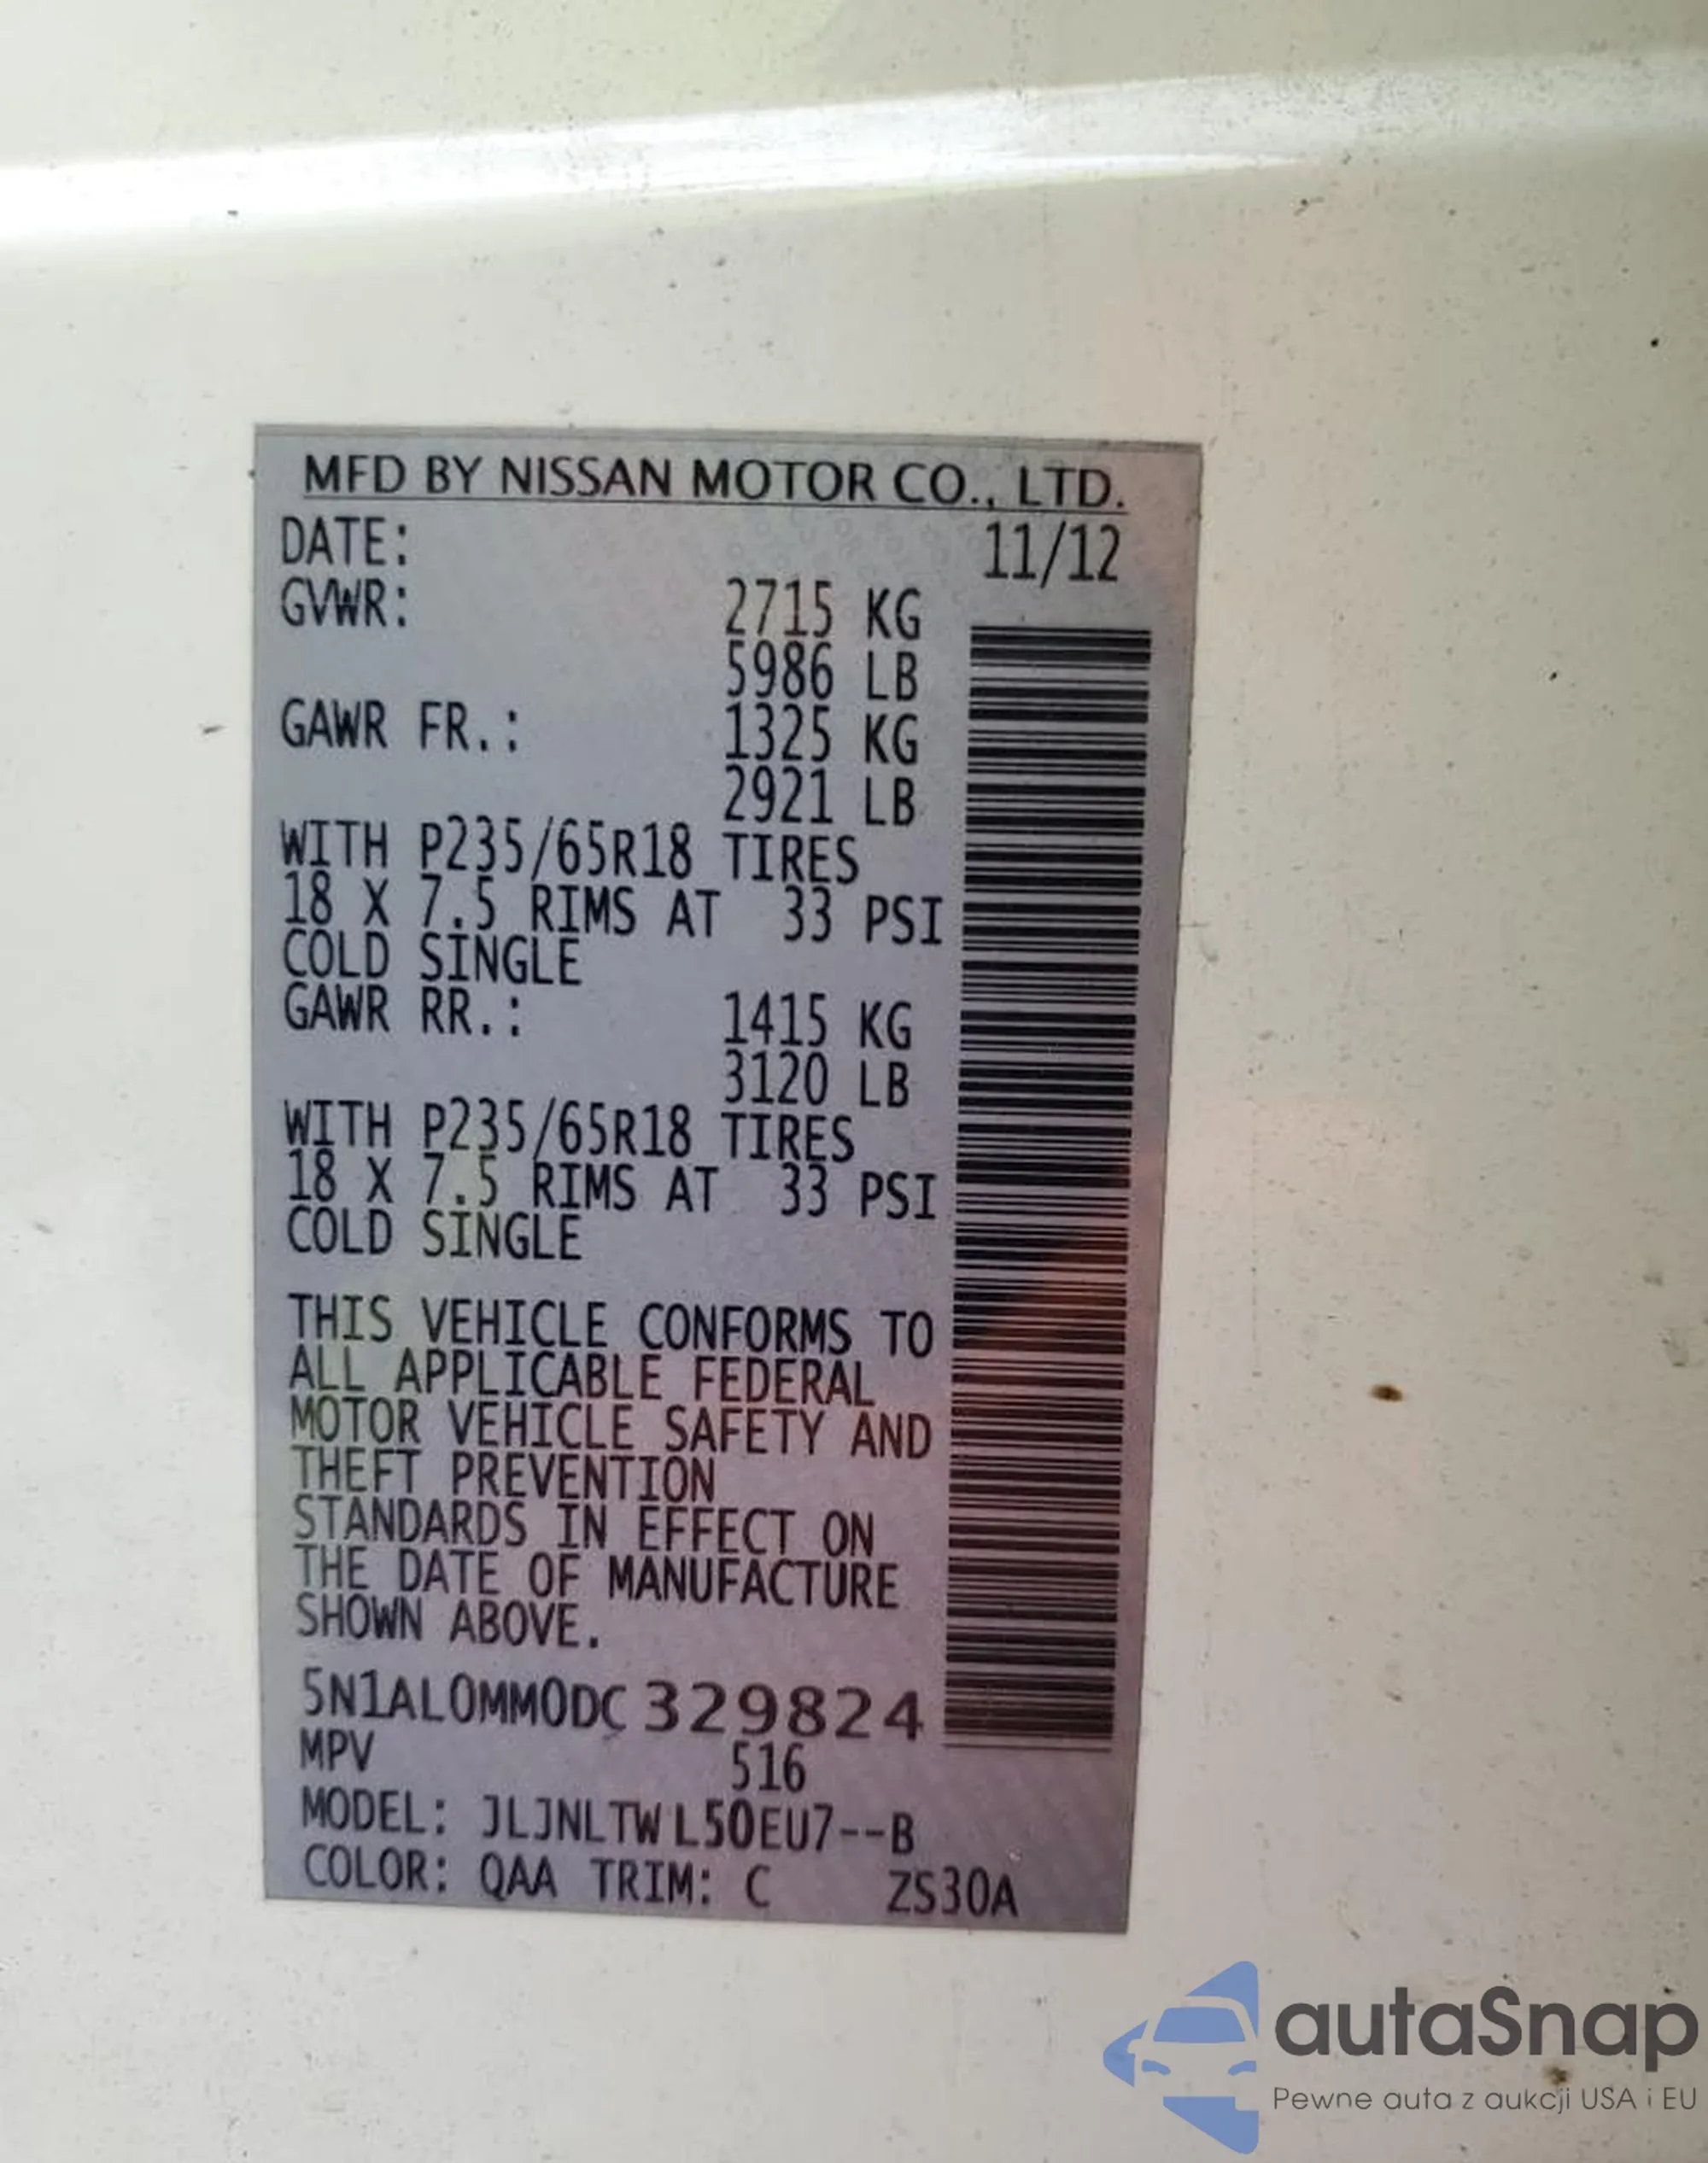 MFD BY NISSAN MOTOR CO., LTD.
DATE: 11/12
GVWR: 2715 KG
5986 LB
GAWR FR.: 1325 KG
2921 LB
WITH P235/65R18 TIRES
18 X 7.5 RIMS AT 33 PSI
COLD SINGLE
GAWR RR.: 1415 KG
3120 LB
WITH P235/65R18 TIRES
18 X 7.5 RIMS AT 33 PSI
COLD SINGLE
THIS VEHICLE CONFORMS TO
ALL APPLICABLE FEDERAL
MOTOR VEHICLE SAFETY AND
THEFT PREVENTION
STANDARDS IN EFFECT ON
THE DATE OF MANUFACTURE
SHOWN ABOVE.
5N1AL0MM0DC329824
MPV 516
MODEL: JLJNLTWL50EU7--B
COLOR: QAA TRIM: C ZS30A
autaSnap
Pewne auta z aukcji USA i EU